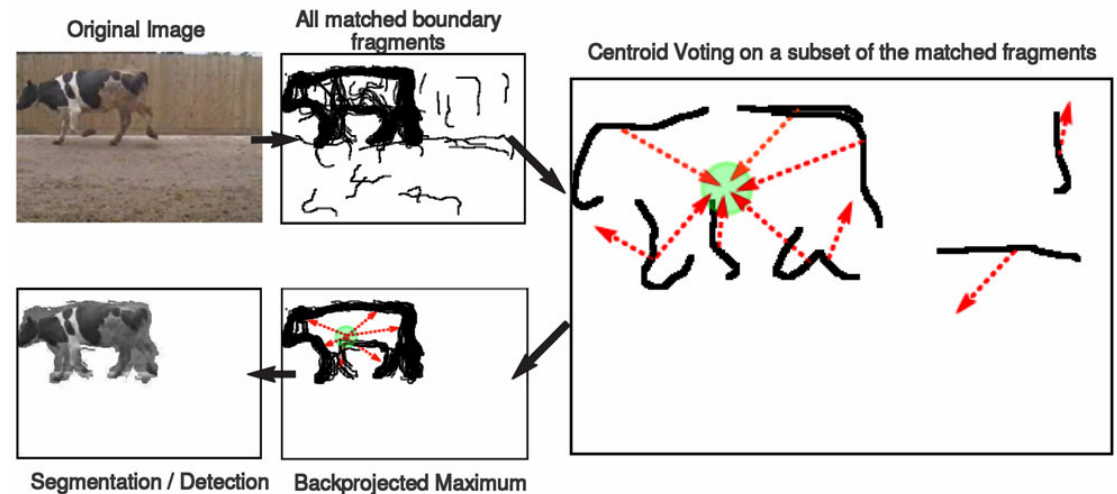 Original Image
All matched boundary
fragments
Centroid Voting on a subset of the matched fragments
Segmentation / Detection
Backprojected Maximum